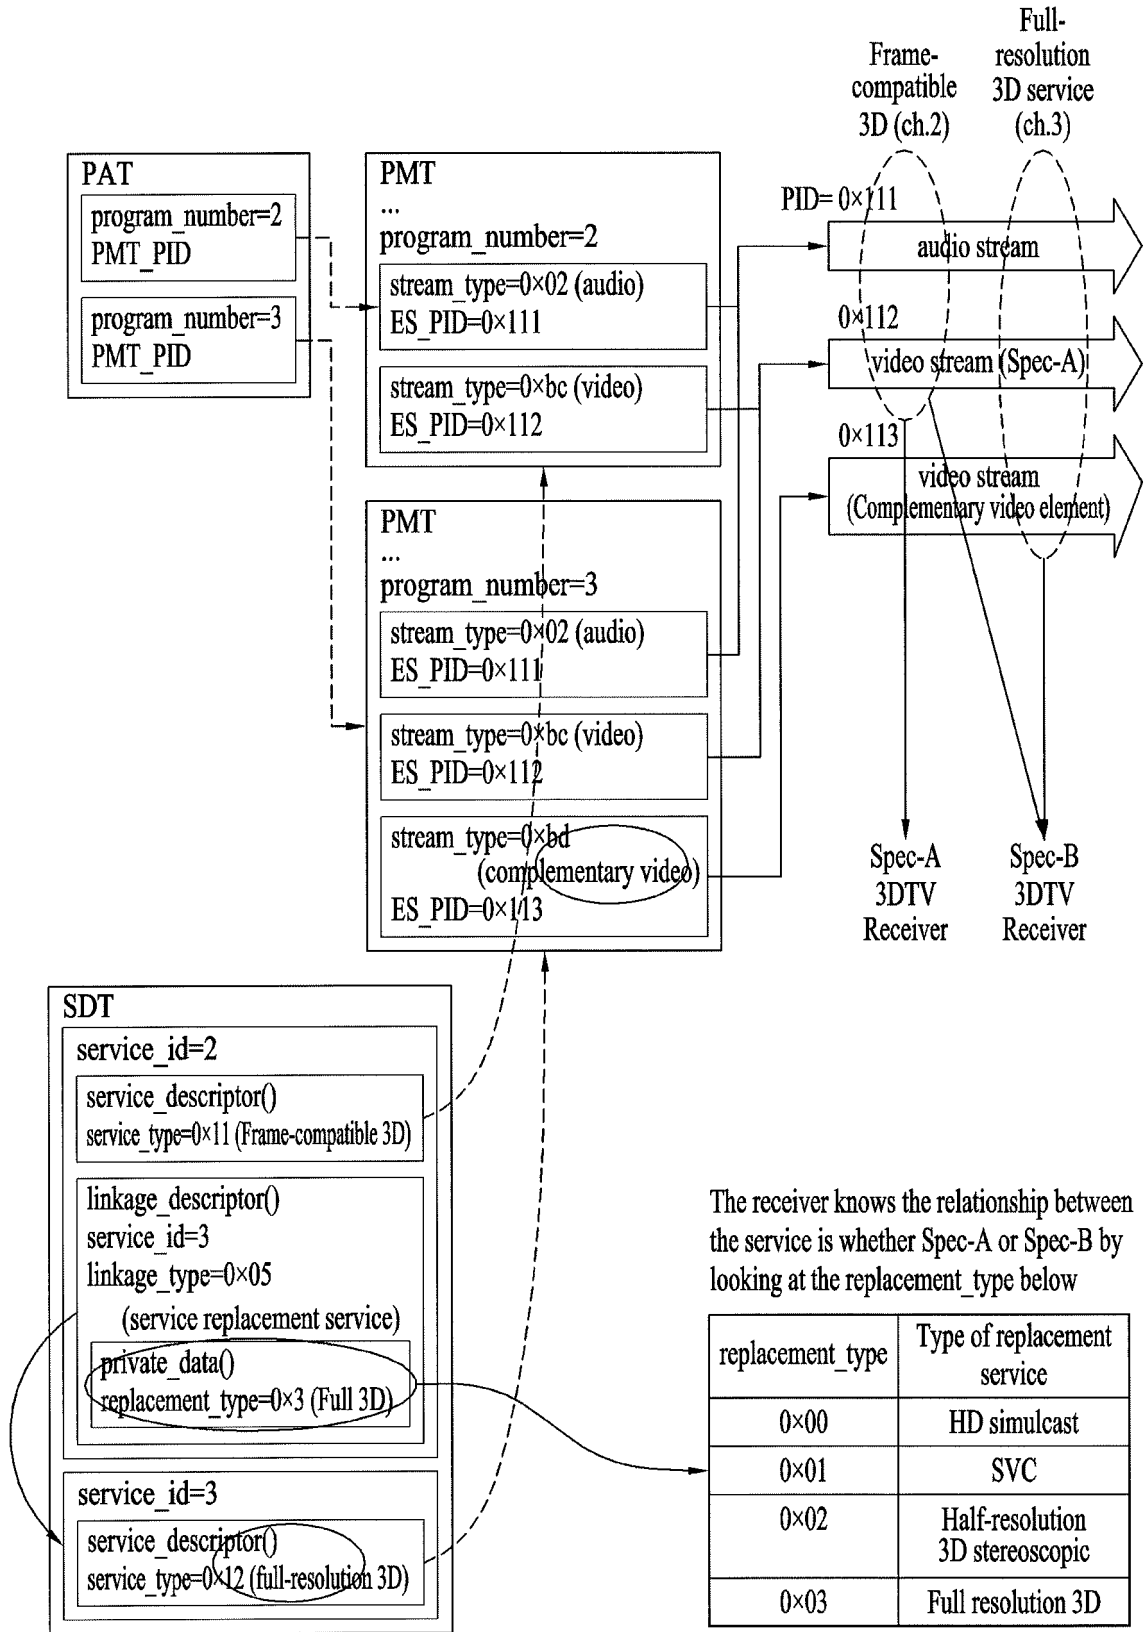 Frame-
compatible
3D (ch.2)
Full-
resolution
3D service
(ch.3)
PAT
program_number=2
PMT_PID
program_number=3
PMT_PID
PMT
...
program_number=2
stream_type=0×02 (audio)
ES_PID=0×111
stream_type=0×bc (video)
ES_PID=0×112
PID= 0×111
audio stream
0×112
video stream (Spec-A)
0×113
video stream
(Complementary video element)
PMT
...
program_number=3
stream_type=0×02 (audio)
ES_PID=0×111
stream_type=0×bc (video)
ES_PID=0×112
stream_type=0×bd
(complementary video)
ES_PID=0×113
Spec-A
3DTV
Receiver
Spec-B
3DTV
Receiver
SDT
service_id=2
service_descriptor()
service_type=0×11 (Frame-compatible 3D)
linkage_descriptor()
service_id=3
linkage_type=0×05
(service replacement service)
private_data()
replacement_type=0×3 (Full 3D)
service_id=3
service_descriptor()
service_type=0×12 (full-resolution 3D)
The receiver knows the relationship between
the service is whether Spec-A or Spec-B by
looking at the replacement_type below
replacement_type
Type of replacement
service
0×00
HD simulcast
0×01
SVC
0×02
Half-resolution
3D stereoscopic
0×03
Full resolution 3D